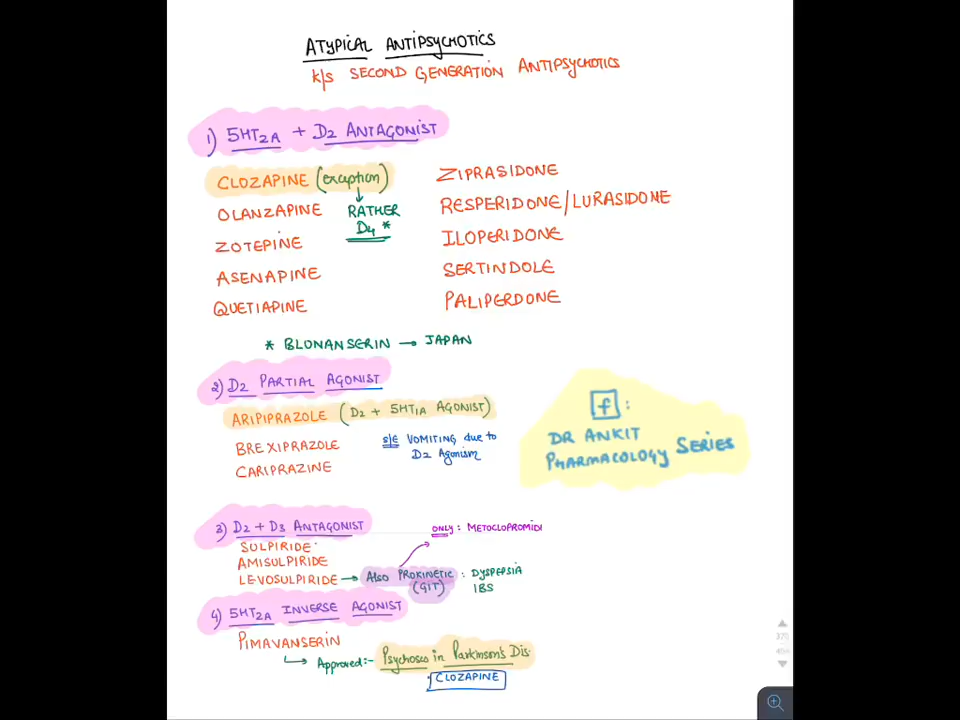 ATYPICAL ANTIPSYCHOTICS
k/s SECOND GENERATION ANTIPSYCHOTICS
1) 5HT2A + D2 ANTAGONIST
CLOZAPINE (exception)
RATHER
D4 *
OLANZAPINE
ZOTEPINE
ASENAPINE
QUETIAPINE
ZIPRASIDONE
RESPERIDONE/LURASIDONE
ILOPERIDONE
SERTINDOLE
PALIPERDONE
* BLONANSERIN → JAPAN
2) D2 PARTIAL AGONIST
ARIPIPRAZOLE (D2 + 5HT1A AGONIST)
BREXIPRAZOLE
CARIPRAZINE
S/E VOMITING due to
D2 Agonism
f :
DR ANKIT
PHARMACOLOGY SERIES
3) D2 + D3 ANTAGONIST
ONLY : METOCLOPROMIDI
SULPIRIDE
AMISULPIRIDE
LEVOSULPIRIDE → Also PROKINETIC : DYSPEPSIA
(GIT) IBS
4) 5HT2A INVERSE AGONIST
PIMAVANSERIN
Approved:- Psychoses in Parkinson's Dis.
CLOZAPINE